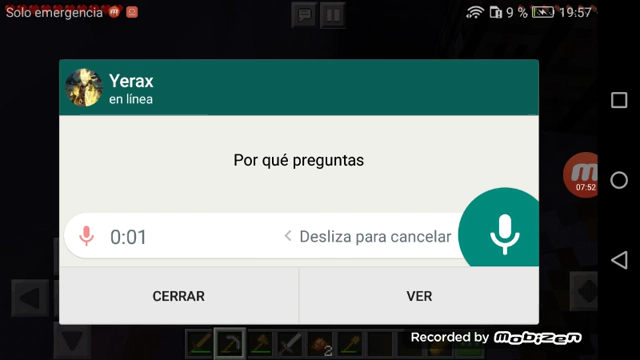 Solo emergencia
9 %
19:57
Yerax
en línea
Por qué preguntas
07:52
0:01
< Desliza para cancelar
CERRAR
VER
2
Recorded by Mobizen